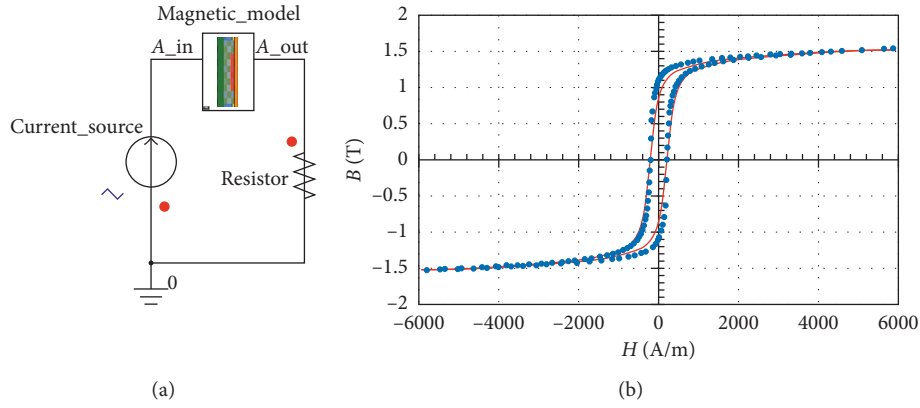 Magnetic_model
A_in
A_out
Current_source
Resistor
0
(a)
2
1.5
1
0.5
0
−0.5
−1
−1.5
−2
B (T)
−6000
−4000
−2000
0
2000
4000
6000
H (A/m)
(b)